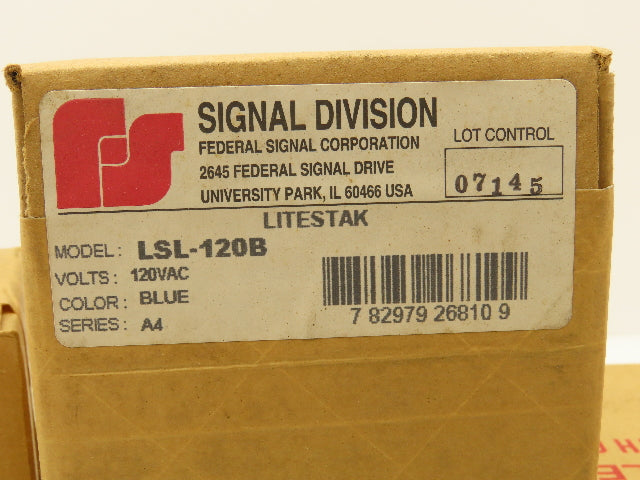 SIGNAL DIVISION
FEDERAL SIGNAL CORPORATION
2645 FEDERAL SIGNAL DRIVE
UNIVERSITY PARK, IL 60466 USA
LOT CONTROL
07145
LITESTAK
MODEL: LSL-120B
VOLTS: 120VAC
COLOR: BLUE
SERIES: A4
7 82979 26810 9